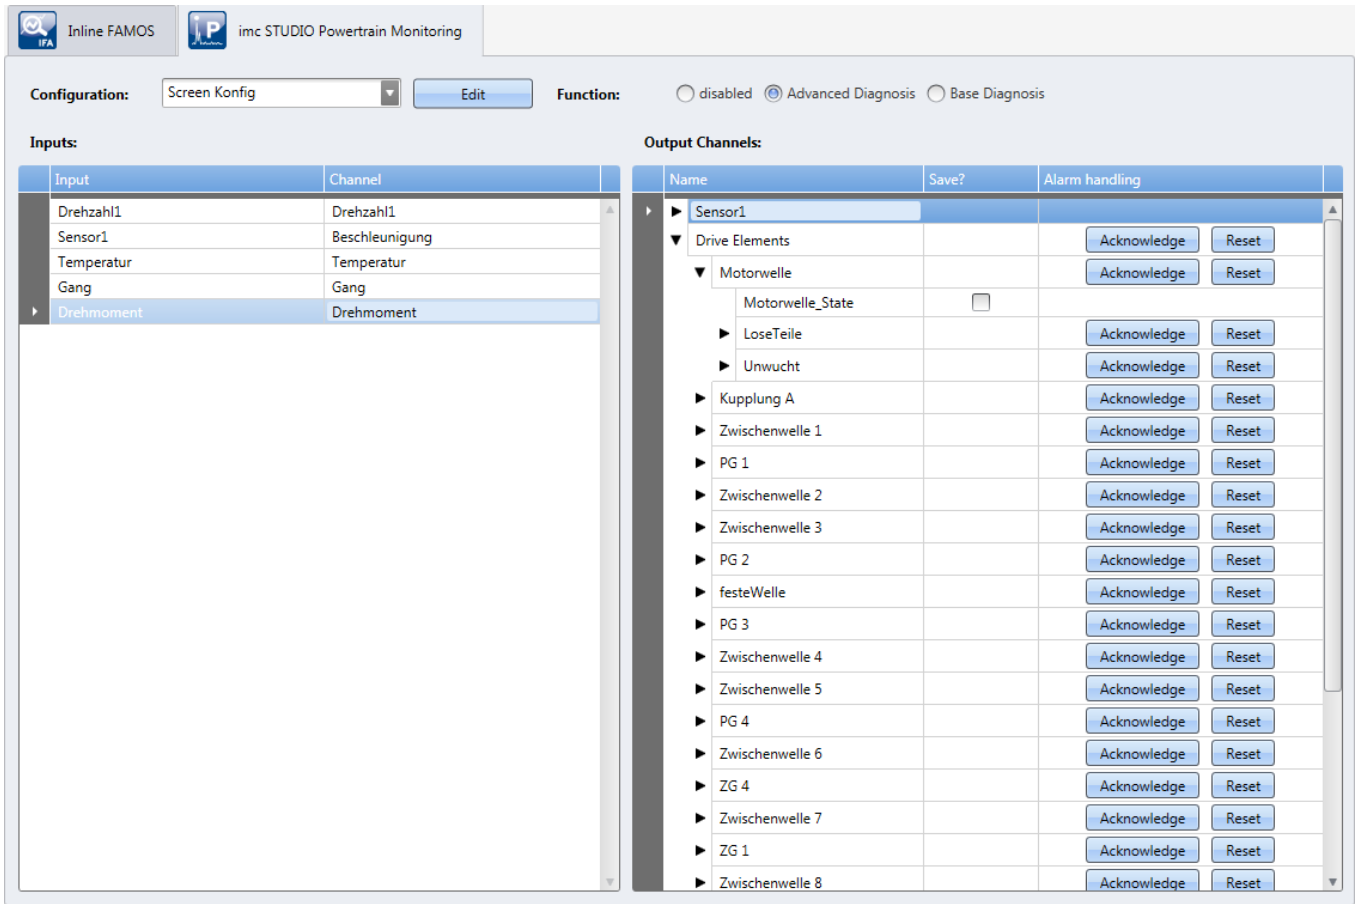 IFA Inline FAMOS
P imc STUDIO Powertrain Monitoring
Configuration: Screen Konfig Edit Function: disabled Advanced Diagnosis Base Diagnosis
Inputs:
Input Channel
Drehzahl1 Drehzahl1
Sensor1 Beschleunigung
Temperatur Temperatur
Gang Gang
Drehmoment Drehmoment
Output Channels:
Name Save? Alarm handling
Sensor1
Drive Elements Acknowledge Reset
Motorwelle Acknowledge Reset
Motorwelle_State
LoseTeile Acknowledge Reset
Unwucht Acknowledge Reset
Kupplung A Acknowledge Reset
Zwischenwelle 1 Acknowledge Reset
PG 1 Acknowledge Reset
Zwischenwelle 2 Acknowledge Reset
Zwischenwelle 3 Acknowledge Reset
PG 2 Acknowledge Reset
festeWelle Acknowledge Reset
PG 3 Acknowledge Reset
Zwischenwelle 4 Acknowledge Reset
Zwischenwelle 5 Acknowledge Reset
PG 4 Acknowledge Reset
Zwischenwelle 6 Acknowledge Reset
ZG 4 Acknowledge Reset
Zwischenwelle 7 Acknowledge Reset
ZG 1 Acknowledge Reset
Zwischenwelle 8 Acknowledge Reset